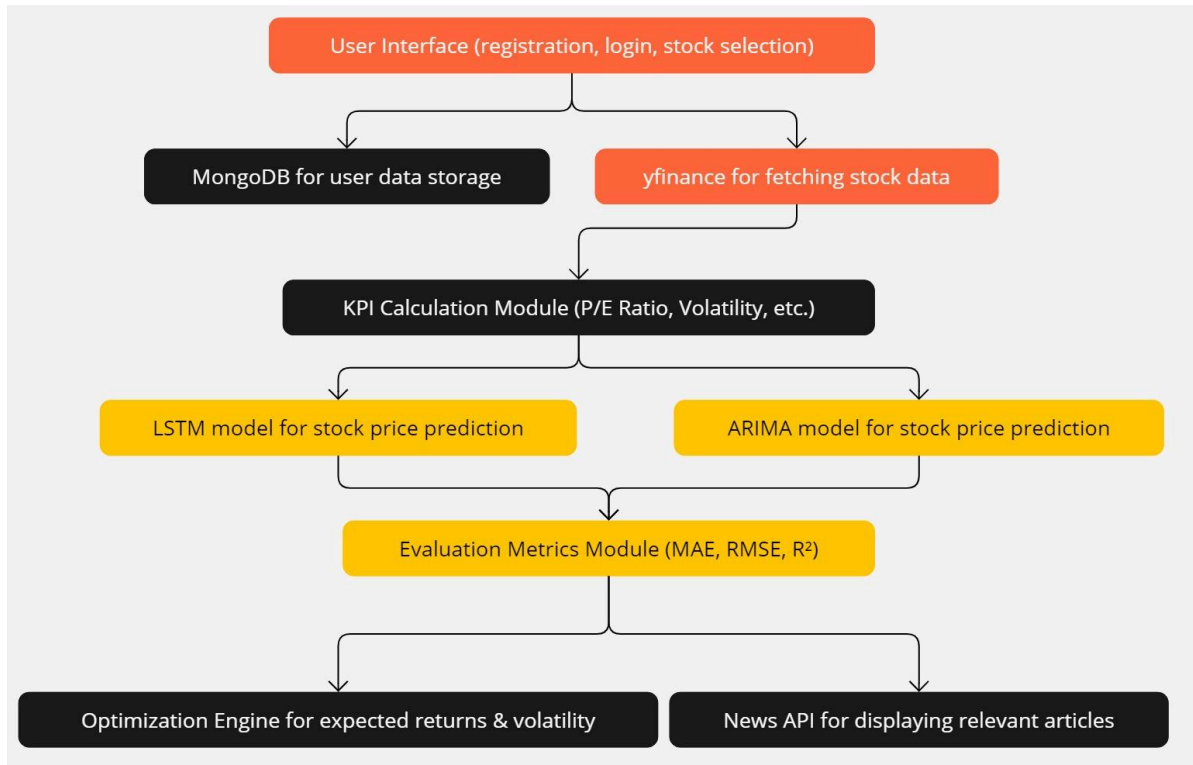 User Interface (registration, login, stock selection)
MongoDB for user data storage
yfinance for fetching stock data
KPI Calculation Module (P/E Ratio, Volatility, etc.)
LSTM model for stock price prediction
ARIMA model for stock price prediction
Evaluation Metrics Module (MAE, RMSE, R²)
Optimization Engine for expected returns & volatility
News API for displaying relevant articles